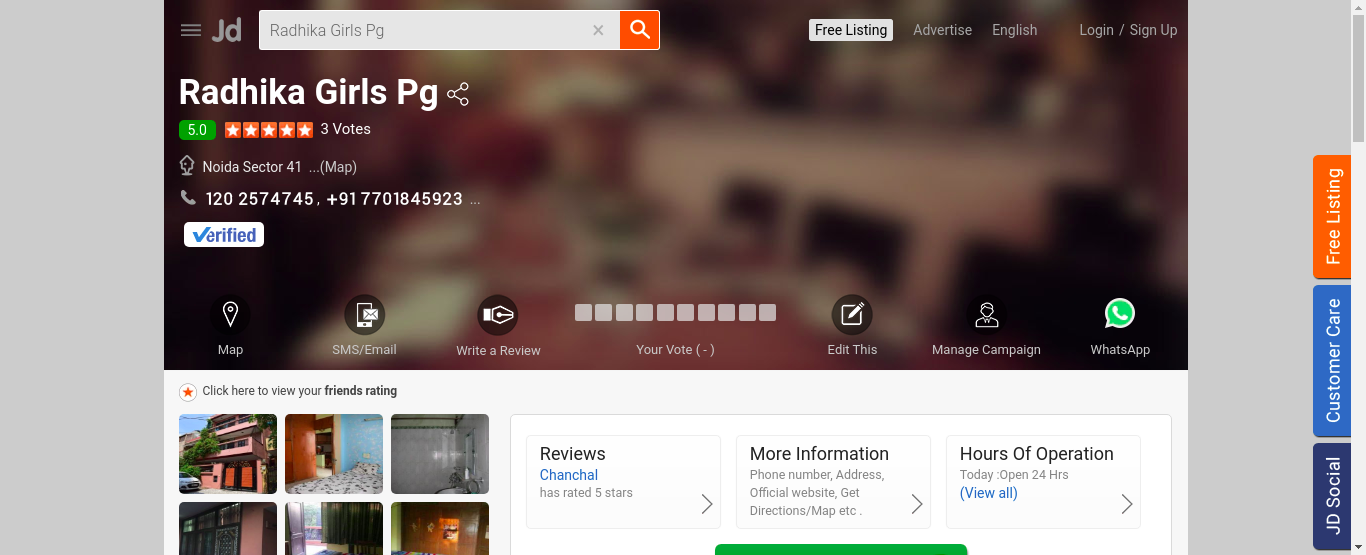 Jd
Radhika Girls Pg
Free Listing
Advertise
English
Login / Sign Up
Radhika Girls Pg
5.0
3 Votes
Noida Sector 41 ...(Map)
120 2574745, +91 7701845923 ...
Verified
Map
SMS/Email
Write a Review
Your Vote ( - )
Edit This
Manage Campaign
WhatsApp
Click here to view your friends rating
Reviews
Chanchal
has rated 5 stars
More Information
Phone number, Address,
Official website, Get
Directions/Map etc .
Hours Of Operation
Today :Open 24 Hrs
(View all)
Free Listing
Customer Care
JD Social